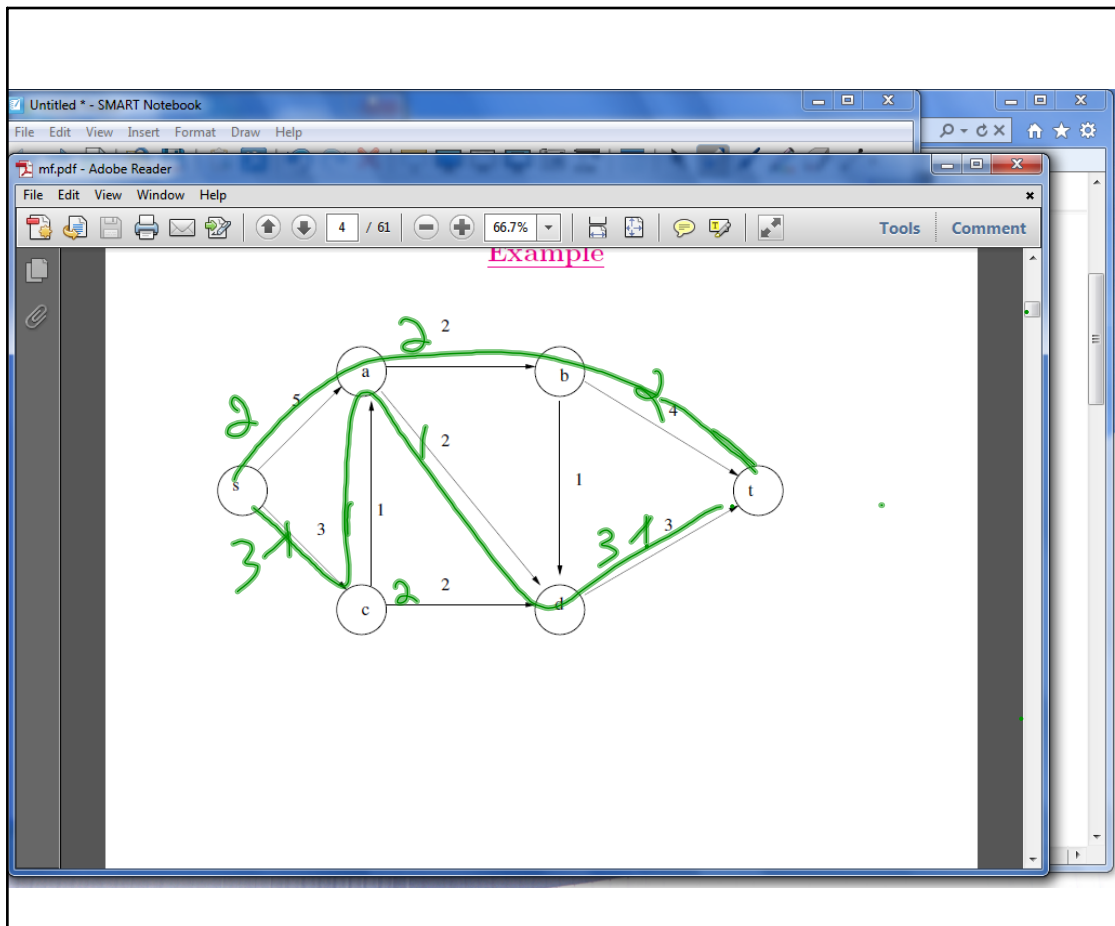 Untitled * - SMART Notebook
File Edit View Insert Format Draw Help
mf.pdf - Adobe Reader
File Edit View Window Help
4 / 61 66.7% Tools Comment
Example
2 2
a b
5 2 4
2
2 1
s 1 t
3 1 3
3 1 3 1
c 2 2 d